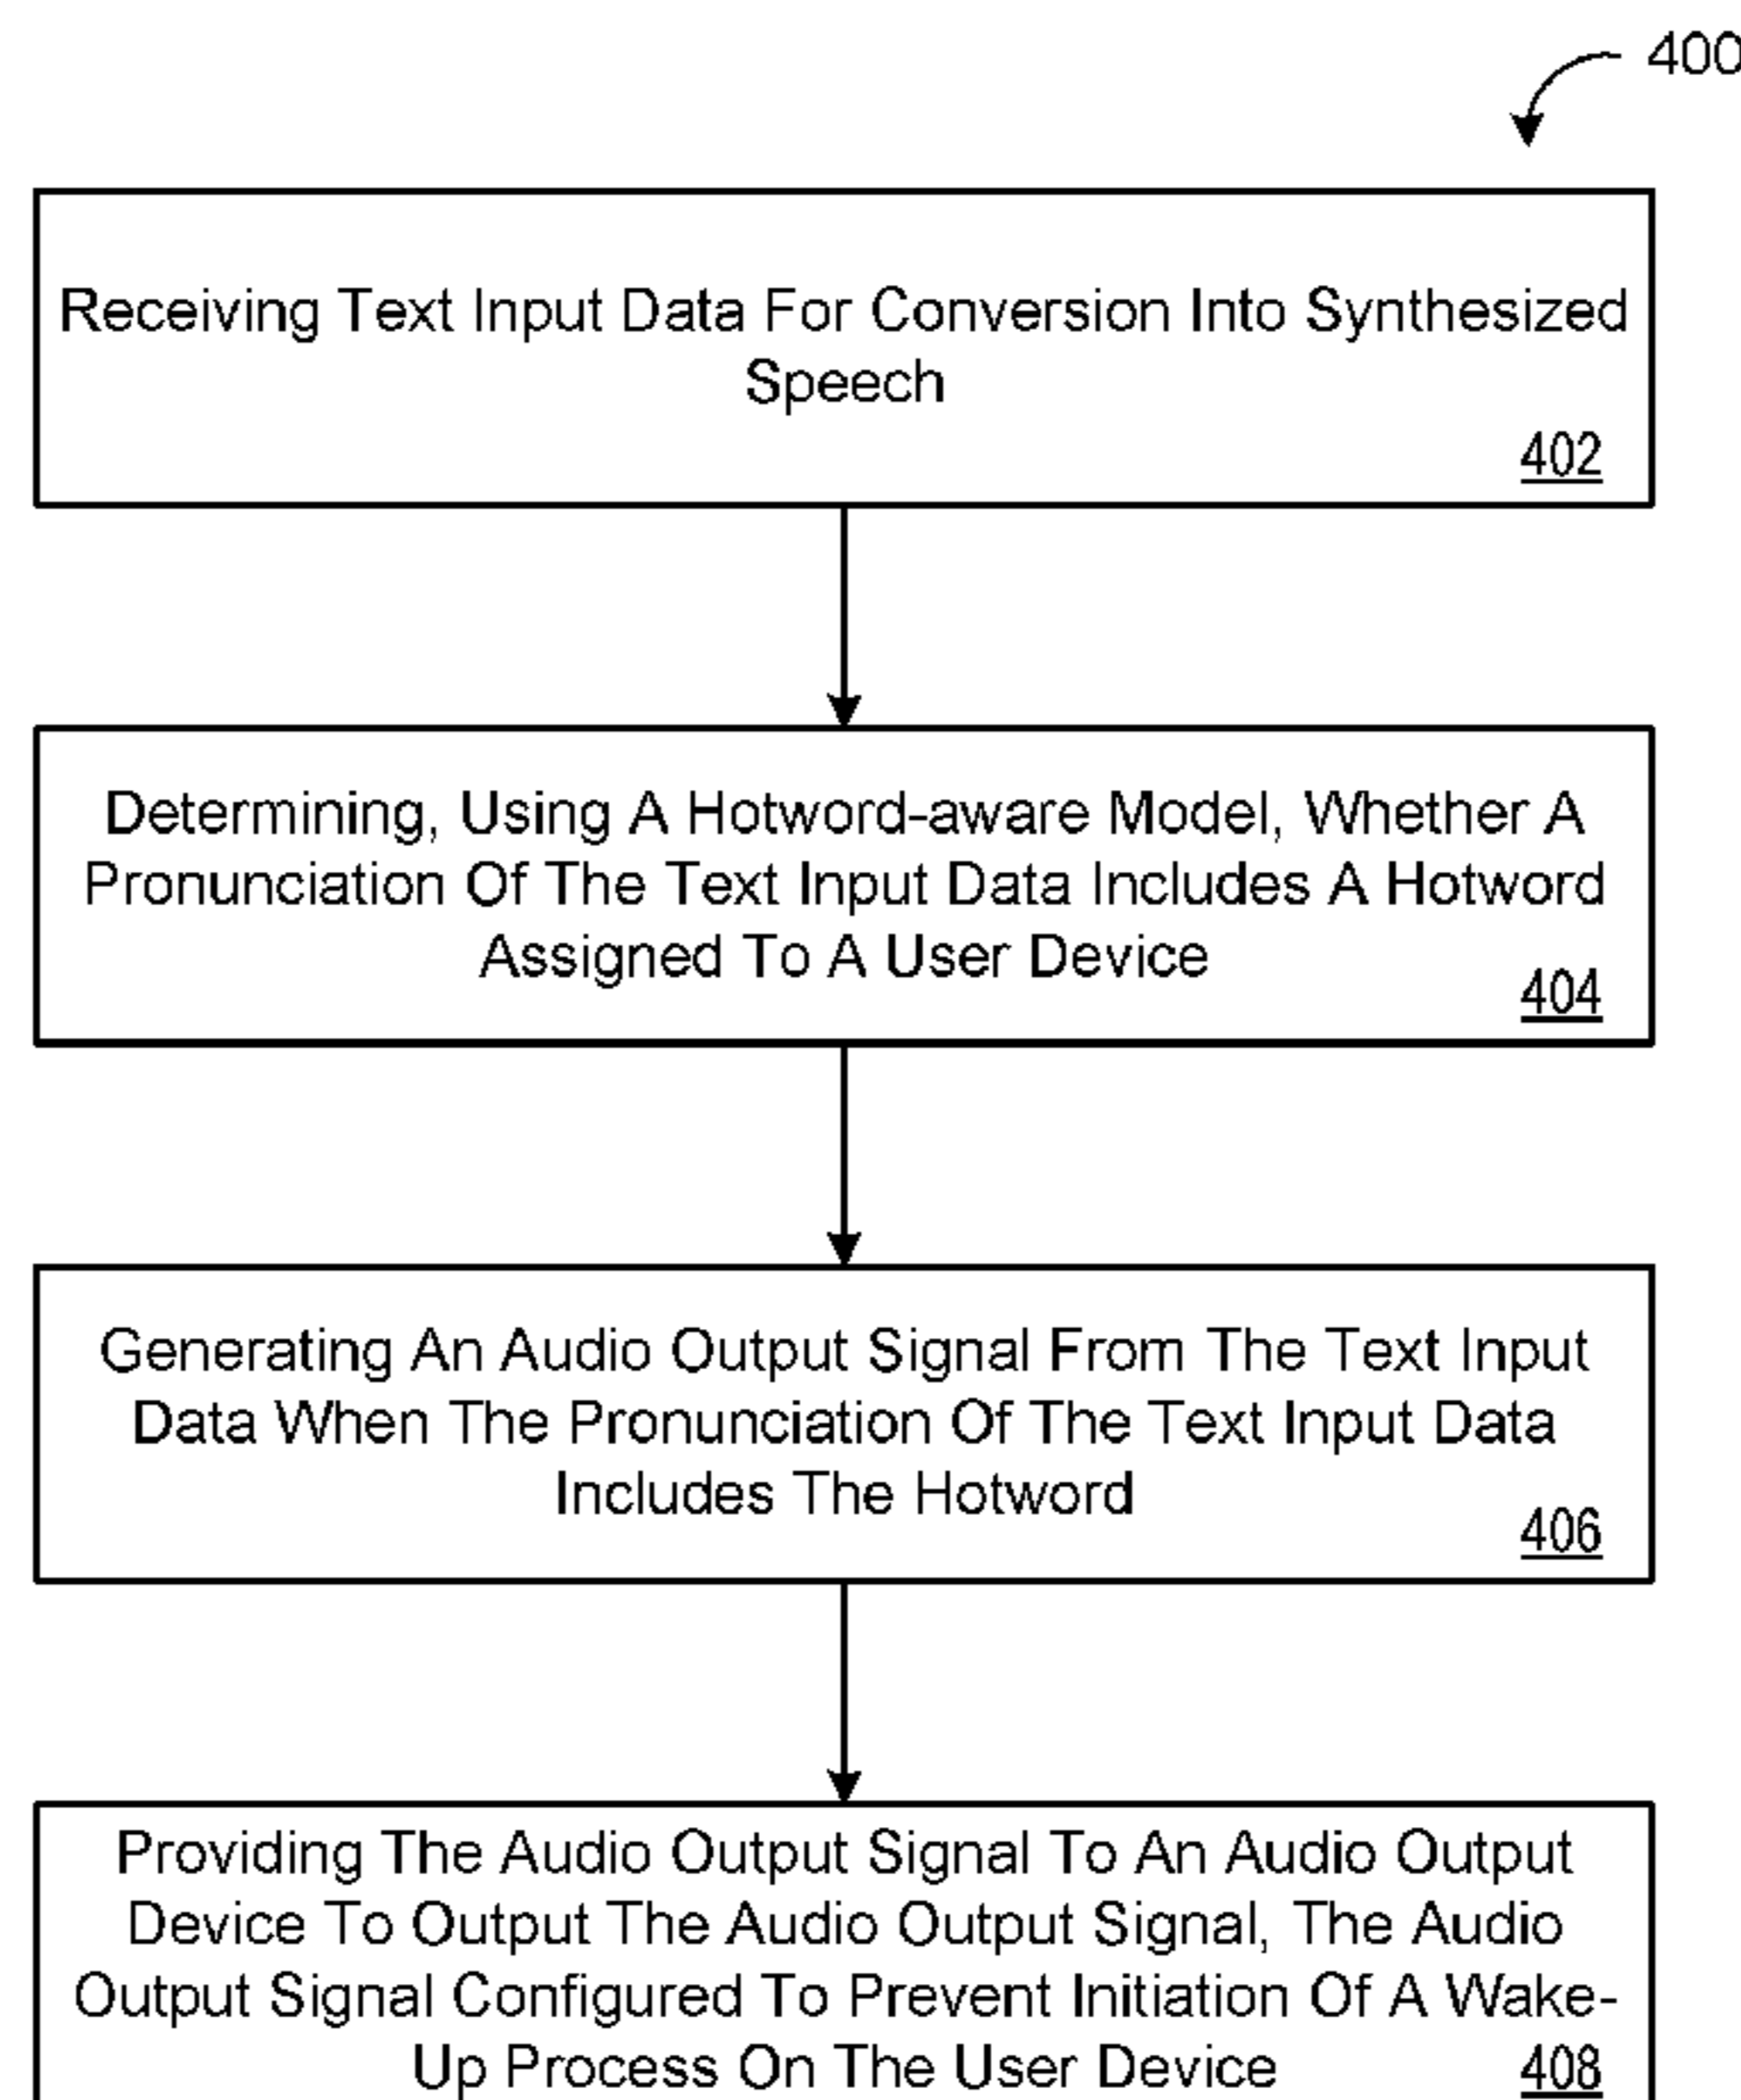 400
Receiving Text Input Data For Conversion Into Synthesized
Speech
402
Determining, Using A Hotword-aware Model, Whether A
Pronunciation Of The Text Input Data Includes A Hotword
Assigned To A User Device
404
Generating An Audio Output Signal From The Text Input
Data When The Pronunciation Of The Text Input Data
Includes The Hotword
406
Providing The Audio Output Signal To An Audio Output
Device To Output The Audio Output Signal, The Audio
Output Signal Configured To Prevent Initiation Of A Wake-
Up Process On The User Device
408